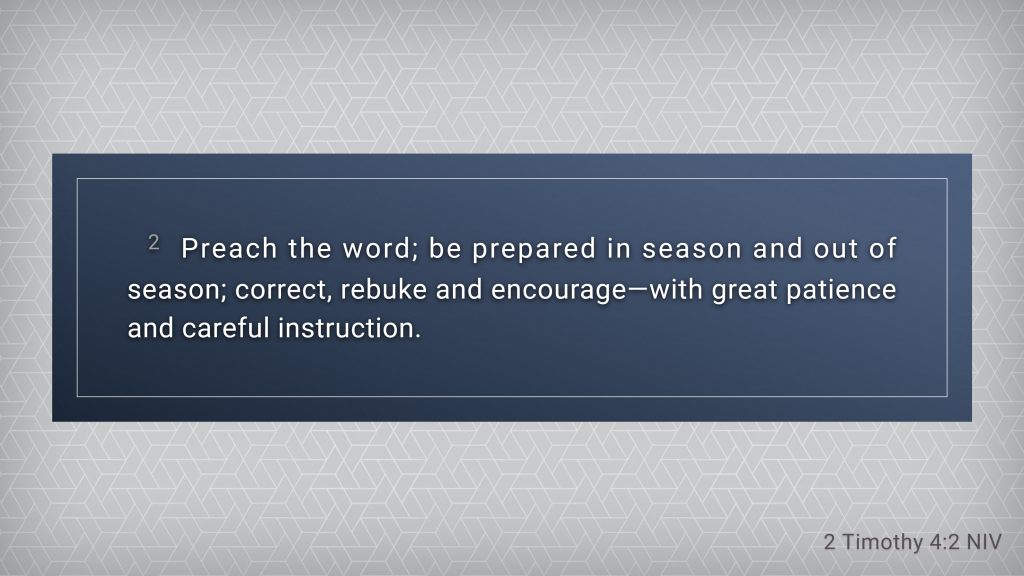 2 Preach the word; be prepared in season and out of
season; correct, rebuke and encourage—with great patience
and careful instruction.
2 Timothy 4:2 NIV